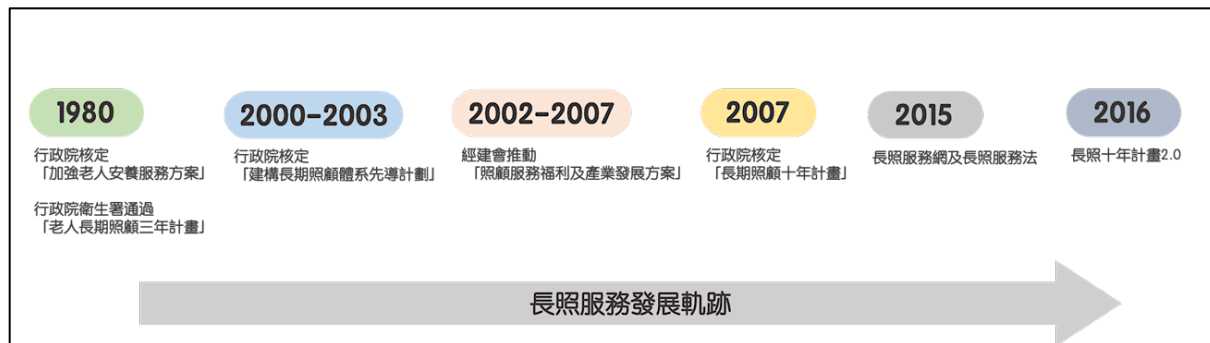 1980
行政院核定
「加強老人安養服務方案」
行政院衛生署通過
「老人長期照顧三年計畫」
2000-2003
行政院核定
「建構長期照顧體系先導計劃」
2002-2007
經建會推動
「照顧服務福利及產業發展方案」
2007
行政院核定
「長期照顧十年計畫」
2015
長照服務網及長照服務法
2016
長照十年計畫2.0
長照服務發展軌跡